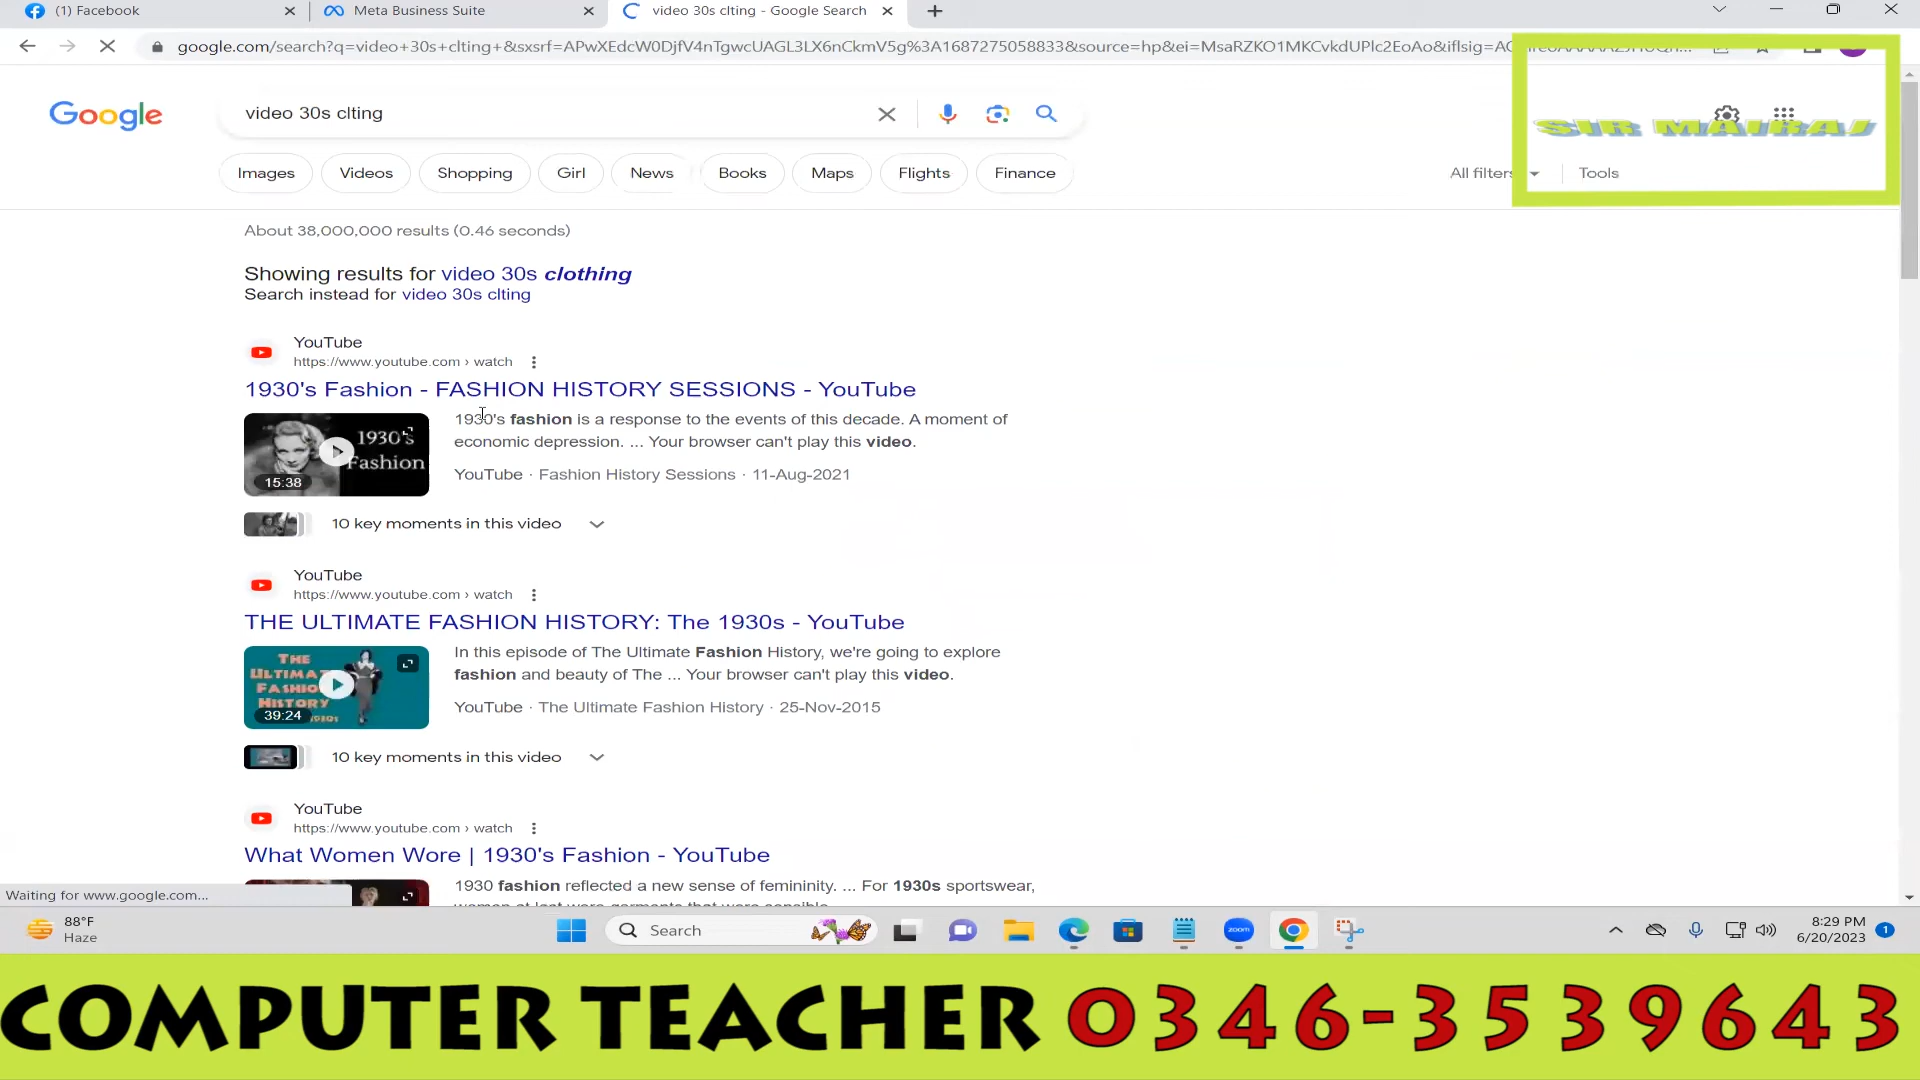 (1) Facebook
Meta Business Suite
video 30s clting - Google Search
google.com/search?q=video+30s+clting+&sxsrf=APwXEdcW0DjfV4nTgwcUAGL3LX6nCkmV5g%3A1687275058833&source=hp&ei=MsaRZKO1MKCvkdUPlc2EoAo&iflsig=
Google
video 30s clting
SIR MAIRAJ
Images Videos Shopping Girl News Books Maps Flights Finance
All filters Tools
About 38,000,000 results (0.46 seconds)
Showing results for video 30s clothing
Search instead for video 30s clting
YouTube
https://www.youtube.com › watch
1930's Fashion - FASHION HISTORY SESSIONS - YouTube
1930's Fashion
15:38
1930's fashion is a response to the events of this decade. A moment of
economic depression. ... Your browser can't play this video.
YouTube · Fashion History Sessions · 11-Aug-2021
10 key moments in this video
YouTube
https://www.youtube.com › watch
THE ULTIMATE FASHION HISTORY: The 1930s - YouTube
THE
FASHION
HISTORY
39:24
In this episode of The Ultimate Fashion History, we're going to explore
fashion and beauty of The ... Your browser can't play this video.
YouTube · The Ultimate Fashion History · 25-Nov-2015
10 key moments in this video
YouTube
https://www.youtube.com › watch
What Women Wore | 1930's Fashion - YouTube
1930 fashion reflected a new sense of femininity. ... For 1930s sportswear,
Waiting for www.google.com...
88°F
Haze
Search
zoom
8:29 PM
6/20/2023
1
COMPUTER TEACHER 0346-3539643